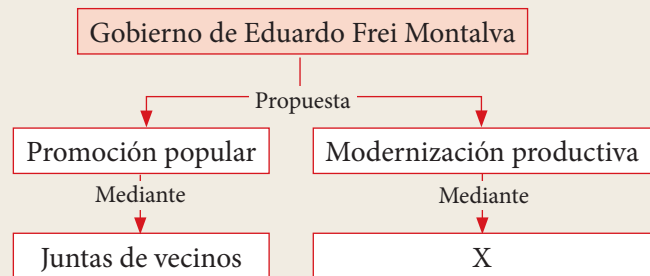 Gobierno de Eduardo Frei Montalva
Propuesta
Promoción popular
Modernización productiva
Mediante
Mediante
Juntas de vecinos
X